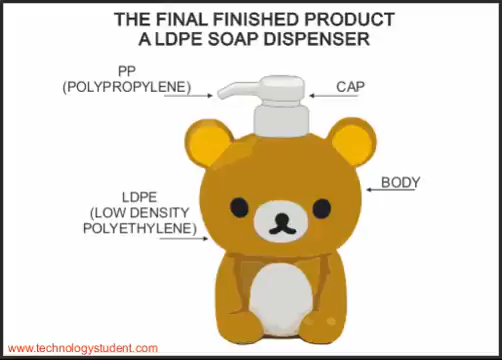 THE FINAL FINISHED PRODUCT
A LDPE SOAP DISPENSER
PP
(POLYPROPYLENE)
CAP
BODY
LDPE
(LOW DENSITY
POLYETHYLENE)
www.technologystudent.com